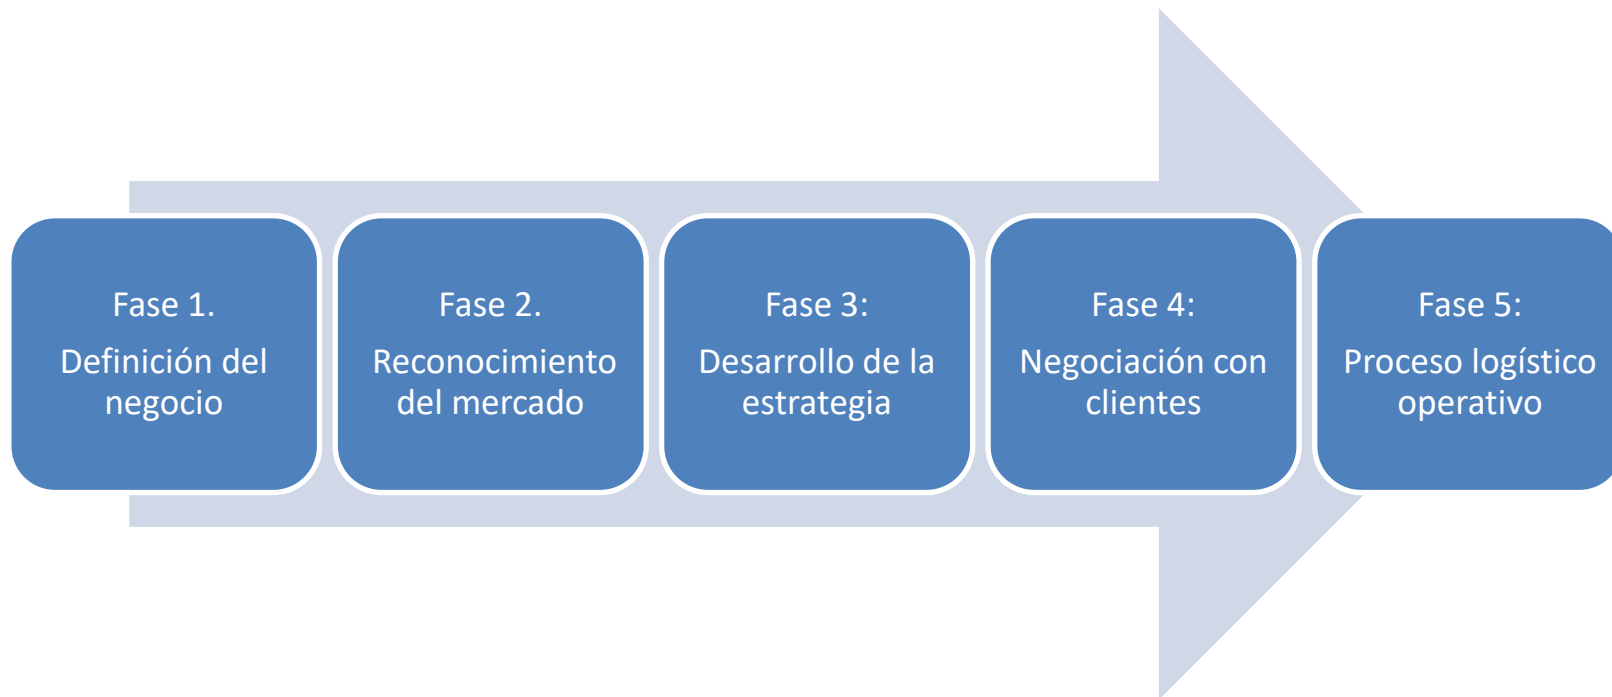 Fase 1.
Definición del
negocio
Fase 2.
Reconocimiento
del mercado
Fase 3:
Desarrollo de la
estrategia
Fase 4:
Negociación con
clientes
Fase 5:
Proceso logístico
operativo